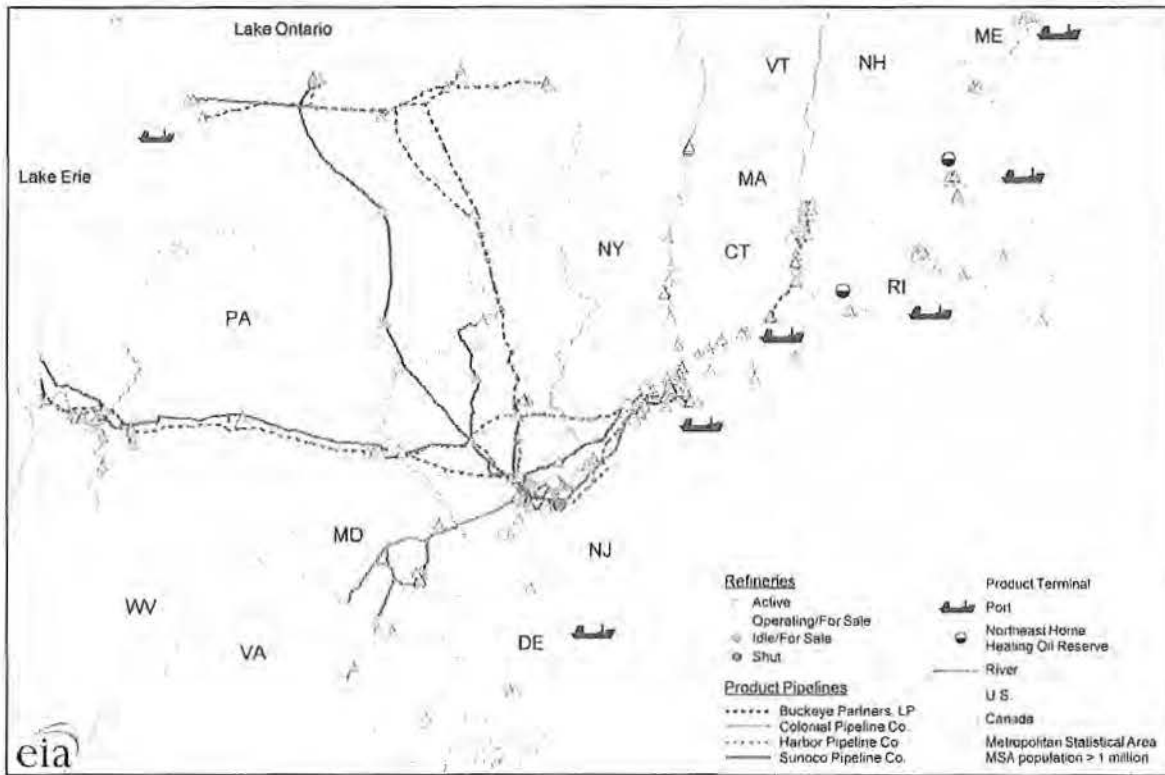 Lake Ontario
ME
VT
NH
Lake Erie
MA
NY
CT
RI
PA
MD
NJ
WV
VA
DE
Refineries
Active
Operating/For Sale
Idle/For Sale
Shut
Product Pipelines
Buckeye Partners, LP
Colonial Pipeline Co.
Harbor Pipeline Co
Sunoco Pipeline Co.
Product Terminal
Port
Northeast Home
Heating Oil Reserve
River
U.S.
Canada
Metropolitan Statistical Area
MSA population > 1 million
eia